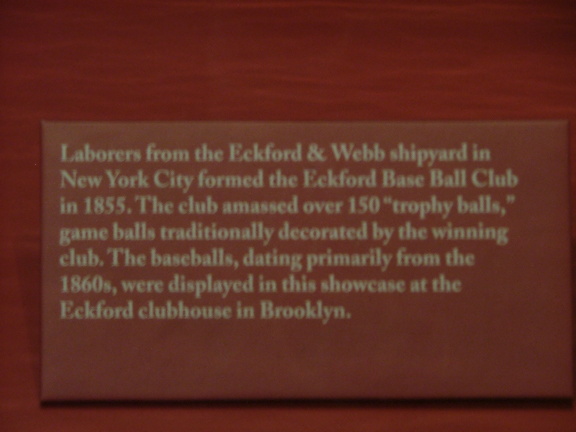 Laborers from the Eckford & Webb shipyard in
New York City formed the Eckford Base Ball Club
in 1855. The club amassed over 150 “trophy balls,”
game balls traditionally decorated by the winning
club. The baseballs, dating primarily from the
1860s, were displayed in this showcase at the
Eckford clubhouse in Brooklyn.